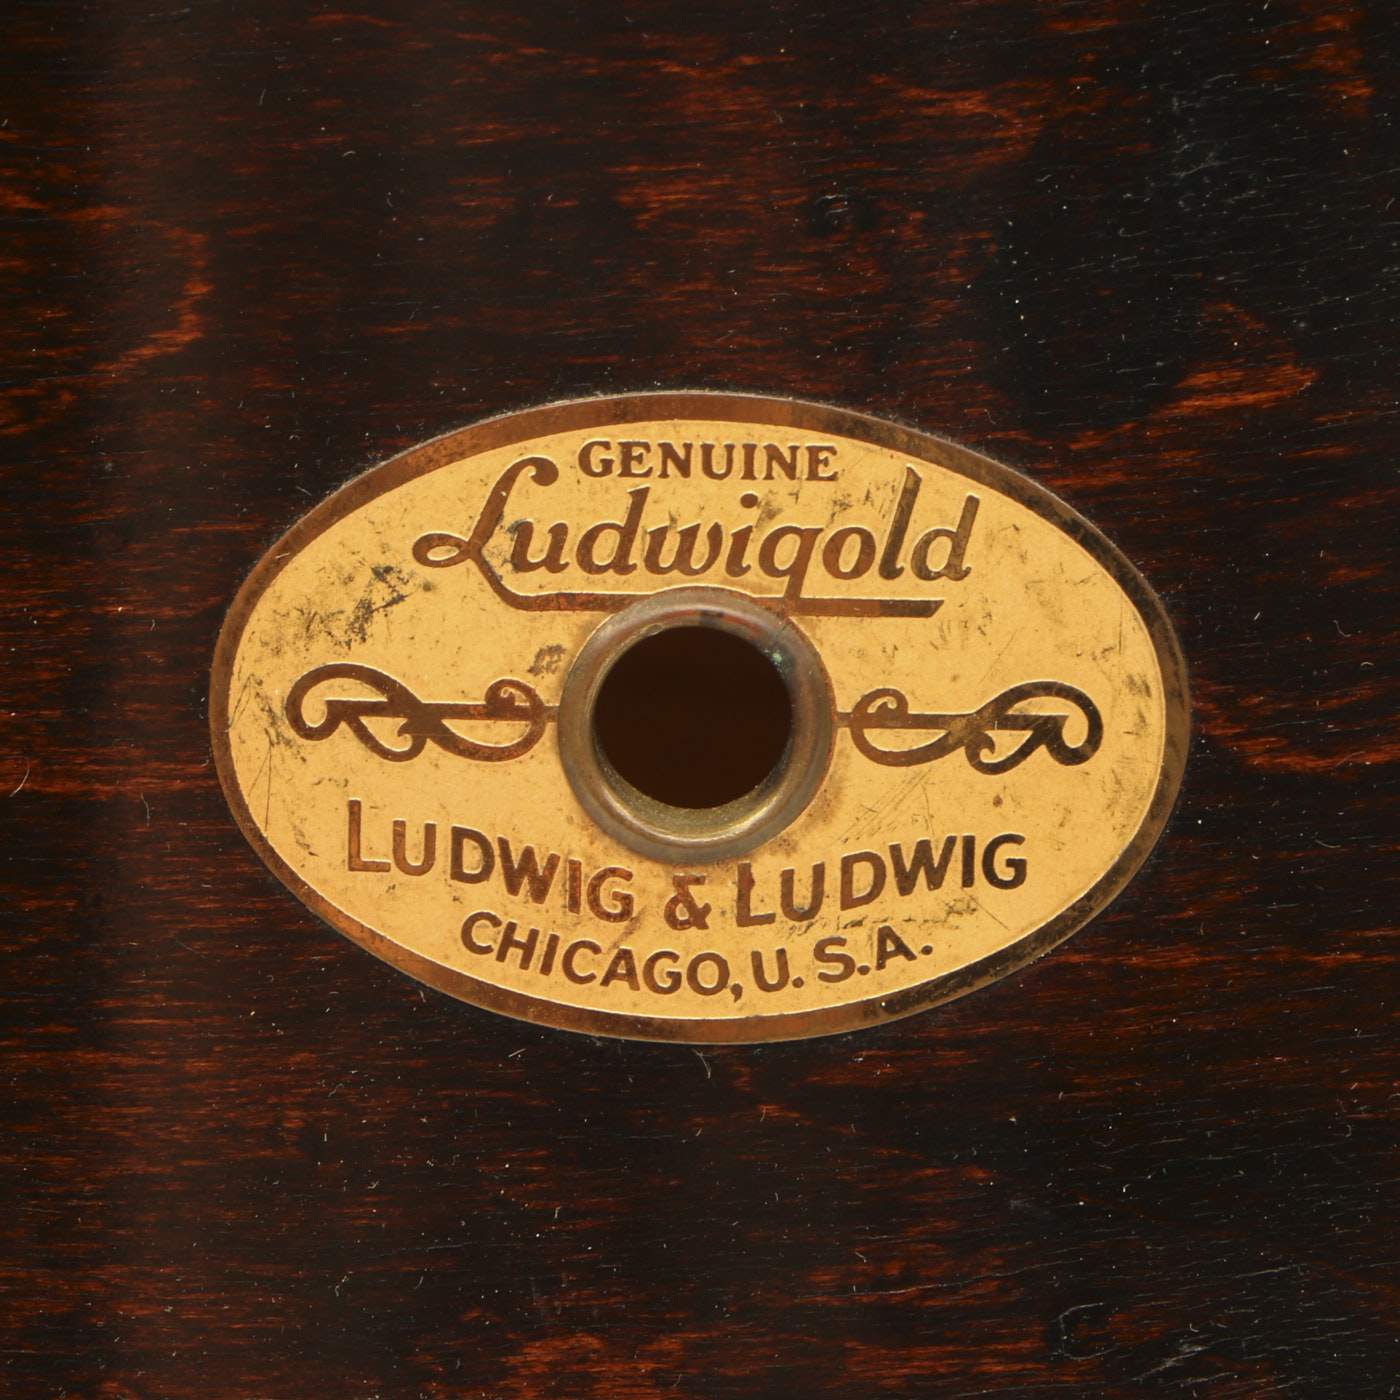 GENUINE
Ludwigold
LUDWIG & LUDWIG
CHICAGO, U.S.A.